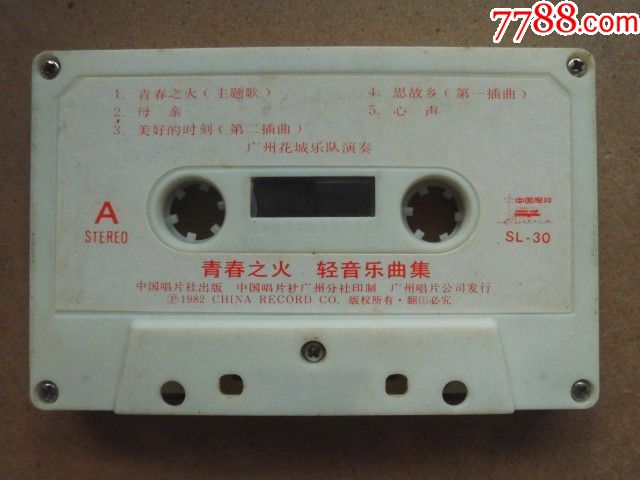 7788.com
1. 青春之火(主题歌) 4. 思故乡(第一插曲)
2. 母 亲 5. 心 声
3. 美好的时刻(第二插曲)
广州花城乐队演奏
A
STEREO
中国唱片
SL-30
青春之火 轻音乐曲集
中国唱片社出版 中国唱片社广州分社印制 广州唱片公司发行
Ⓟ1982 CHINA RECORD CO. 版权所有·翻印必究